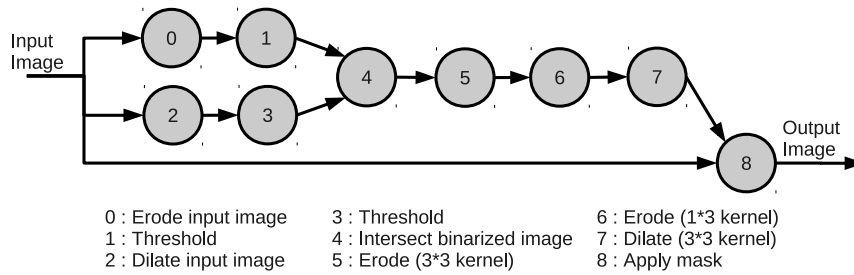 Input
Image
0
1
2
3
4
5
6
7
8
Output
Image
0 : Erode input image
1 : Threshold
2 : Dilate input image
3 : Threshold
4 : Intersect binarized image
5 : Erode (3*3 kernel)
6 : Erode (1*3 kernel)
7 : Dilate (3*3 kernel)
8 : Apply mask